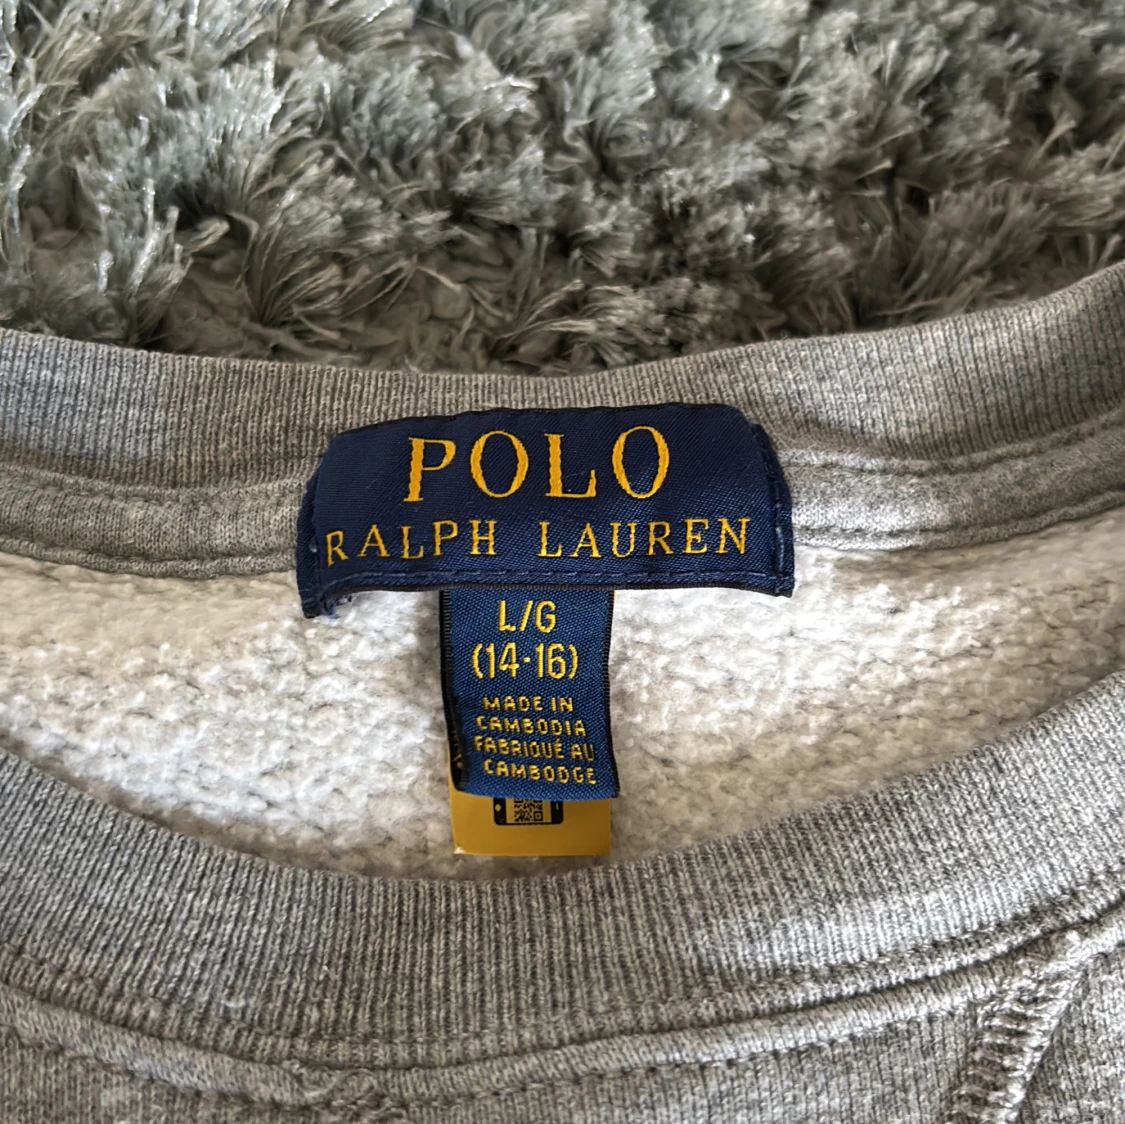 POLO
RALPH LAUREN
L/G
(14-16)
MADE IN
CAMBODIA
FABRIQUÉ AU
CAMBODGE